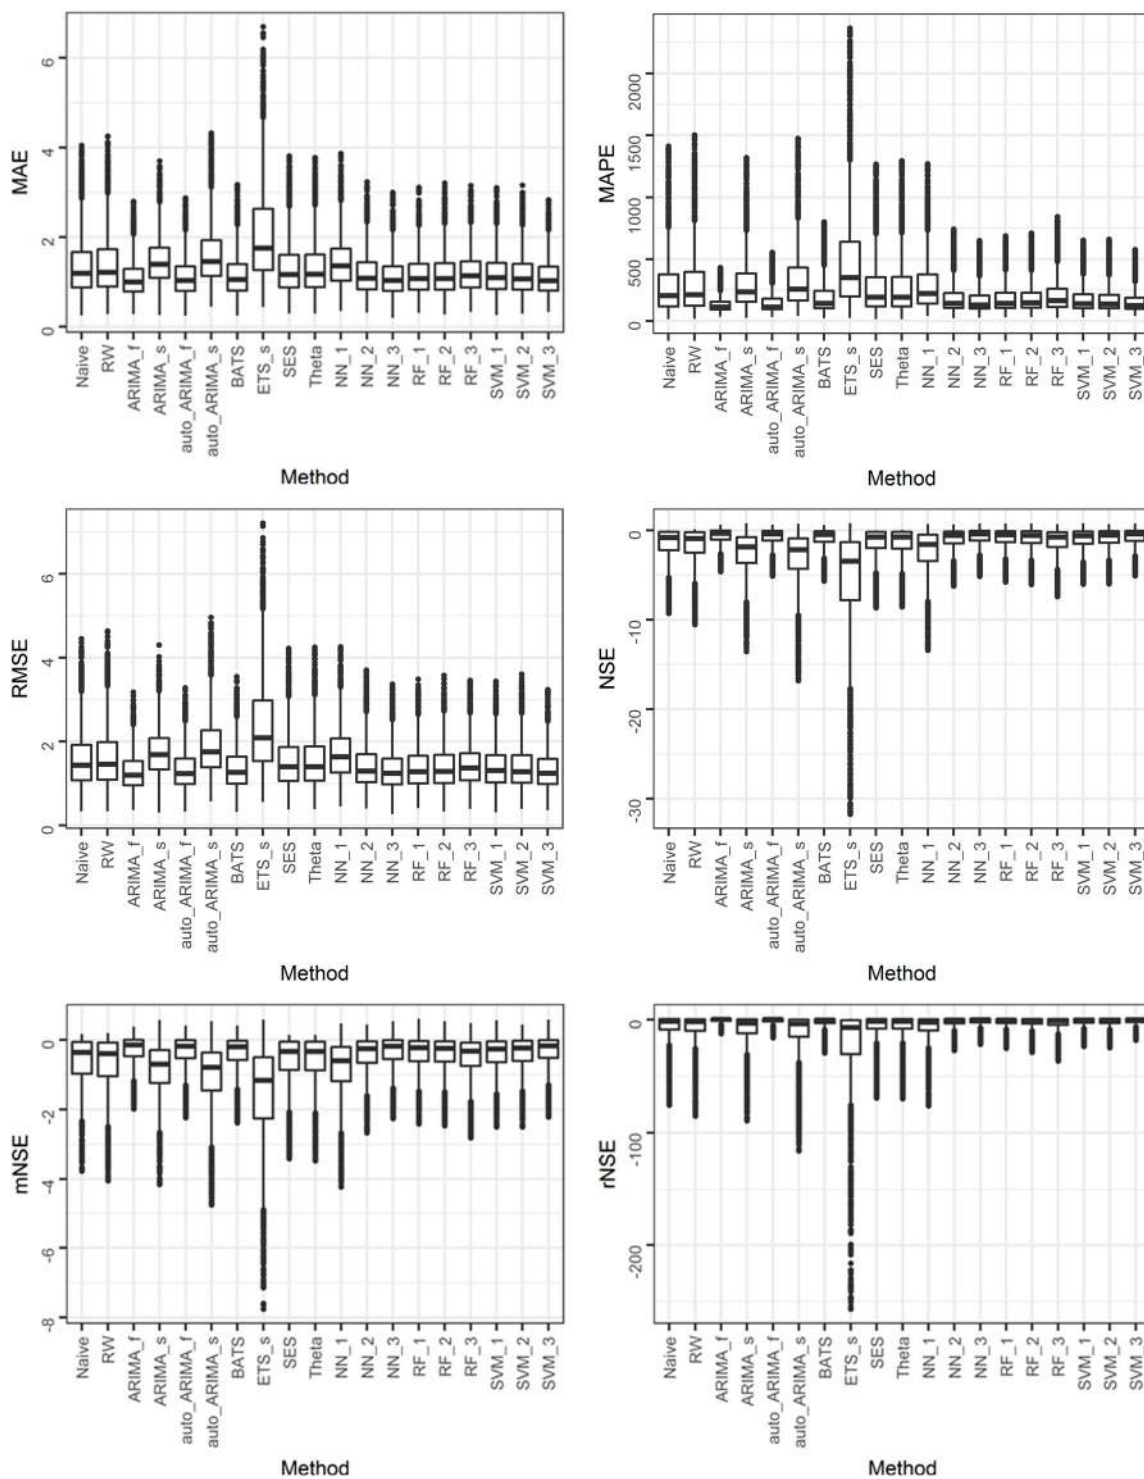 MAE
0 2 4 6
Naive RW ARIMA_f ARIMA_s auto_ARIMA_f auto_ARIMA_s BATS ETS_s SES Theta NN_1 NN_2 NN_3 RF_1 RF_2 RF_3 SVM_1 SVM_2 SVM_3
Method
MAPE
0 500 1000 1500 2000
Naive RW ARIMA_f ARIMA_s auto_ARIMA_f auto_ARIMA_s BATS ETS_s SES Theta NN_1 NN_2 NN_3 RF_1 RF_2 RF_3 SVM_1 SVM_2 SVM_3
Method
RMSE
0 2 4 6
Naive RW ARIMA_f ARIMA_s auto_ARIMA_f auto_ARIMA_s BATS ETS_s SES Theta NN_1 NN_2 NN_3 RF_1 RF_2 RF_3 SVM_1 SVM_2 SVM_3
Method
NSE
-30 -20 -10 0
Naive RW ARIMA_f ARIMA_s auto_ARIMA_f auto_ARIMA_s BATS ETS_s SES Theta NN_1 NN_2 NN_3 RF_1 RF_2 RF_3 SVM_1 SVM_2 SVM_3
Method
mNSE
-8 -6 -4 -2 0
Naive RW ARIMA_f ARIMA_s auto_ARIMA_f auto_ARIMA_s BATS ETS_s SES Theta NN_1 NN_2 NN_3 RF_1 RF_2 RF_3 SVM_1 SVM_2 SVM_3
Method
rNSE
-200 -100 0
Naive RW ARIMA_f ARIMA_s auto_ARIMA_f auto_ARIMA_s BATS ETS_s SES Theta NN_1 NN_2 NN_3 RF_1 RF_2 RF_3 SVM_1 SVM_2 SVM_3
Method